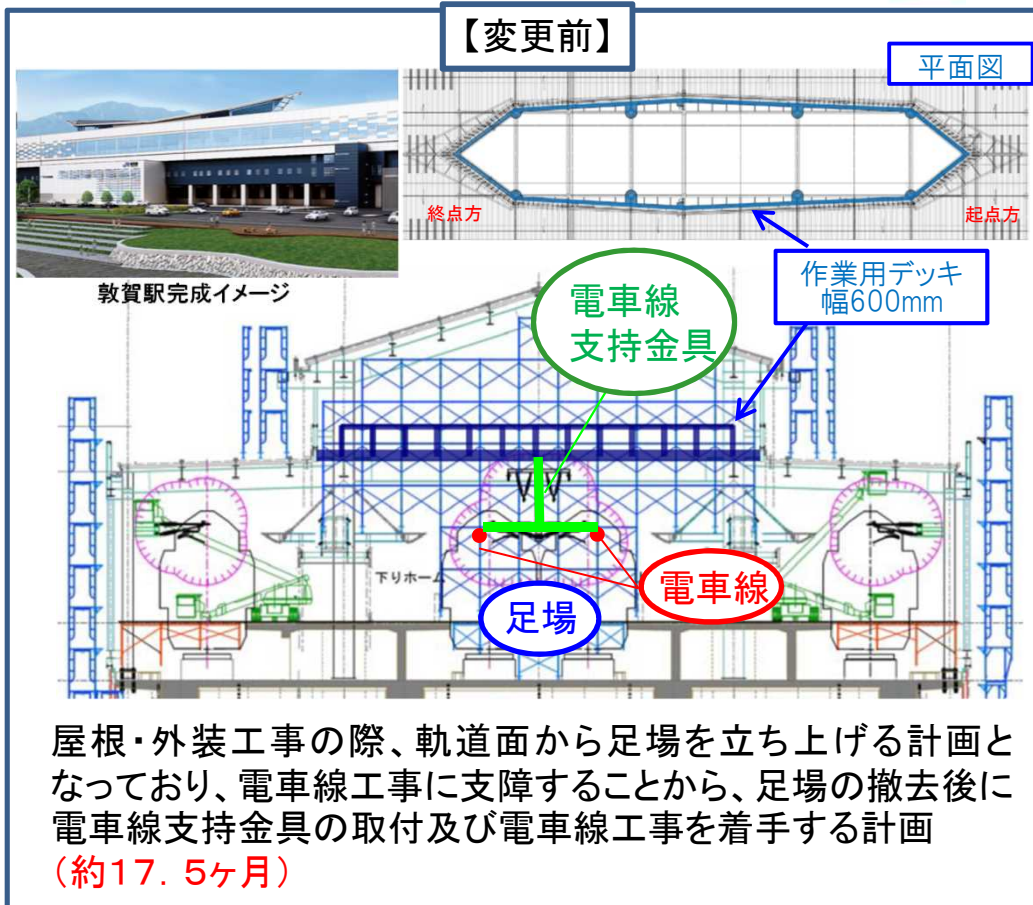 【変更前】
平面図
終点方
起点方
作業用デッキ
幅600mm
敦賀駅完成イメージ
電車線
支持金具
下りホーム
電車線
足場
屋根・外装工事の際、軌道面から足場を立ち上げる計画と
なっており、電車線工事に支障することから、足場の撤去後に
電車線支持金具の取付及び電車線工事を着手する計画
(約17.5ヶ月)